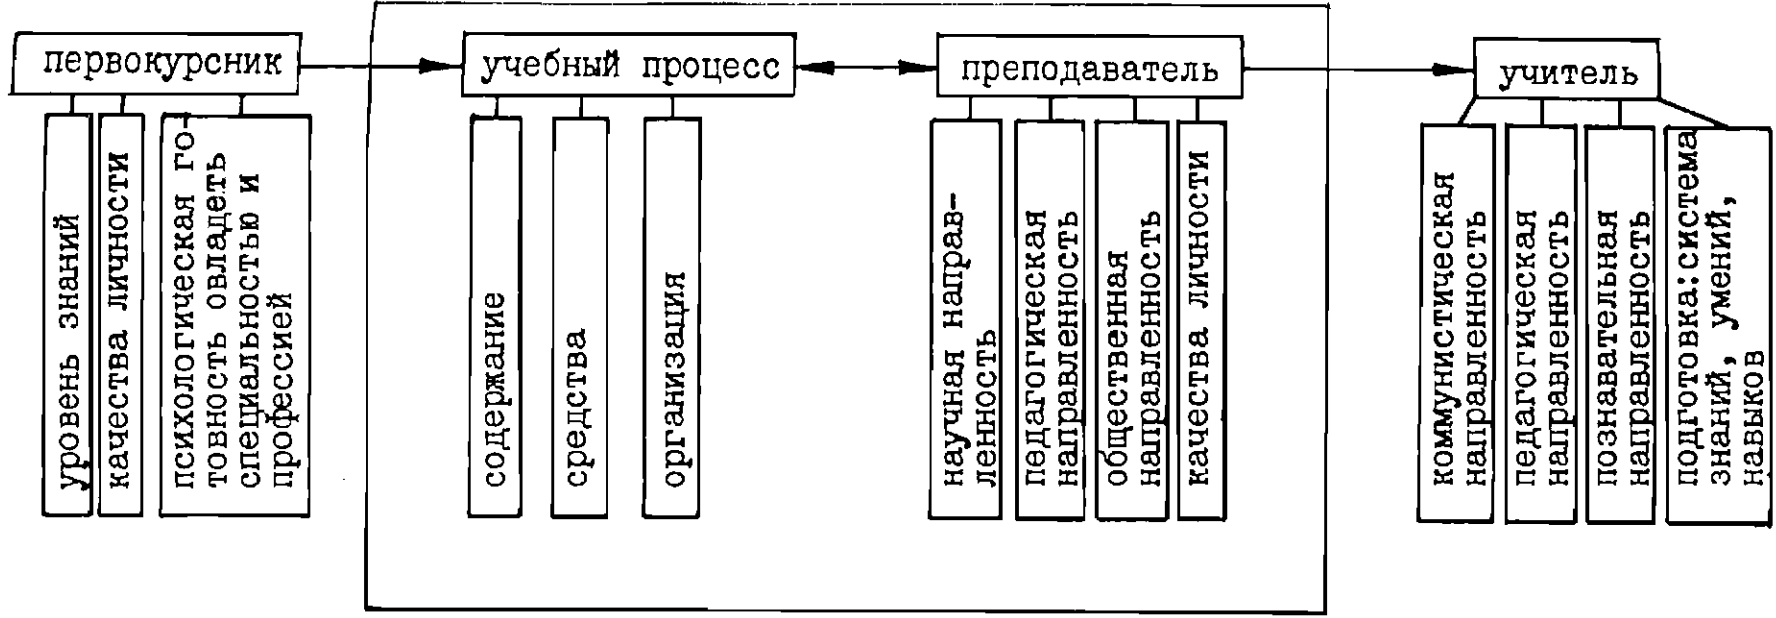 первокурсник
уровень знаний
качества личности
психологическая го-
товность овладеть
специальностью и
профессией
учебный процесс
содержание
средства
организация
преподаватель
научная направ-
ленность
педагогическая
направленность
общественная
направленность
качества личности
учитель
коммунистическая
направленность
педагогическая
направленность
познавательная
направленность
подготовка:система
знаний, умений,
навыков